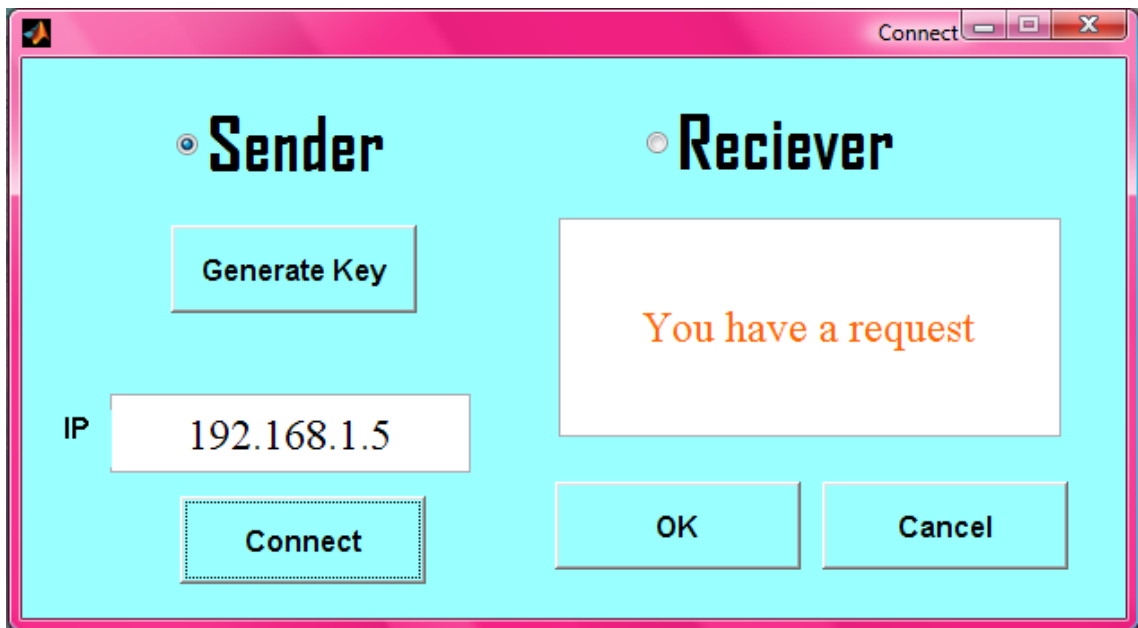 Connect
Sender
Reciever
Generate Key
You have a request
IP
192.168.1.5
Connect
OK
Cancel